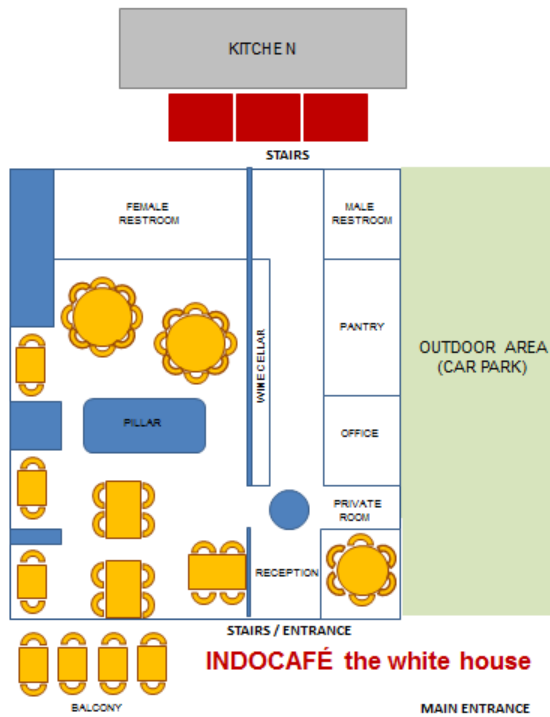 KITCHEN
STAIRS
FEMALE
RESTROOM
MALE
RESTROOM
WINE CELLAR
PANTRY
OUTDOOR AREA
(CAR PARK)
PILLAR
OFFICE
PRIVATE
ROOM
RECEPTION
STAIRS / ENTRANCE
INDOCAFÉ the white house
BALCONY
MAIN ENTRANCE